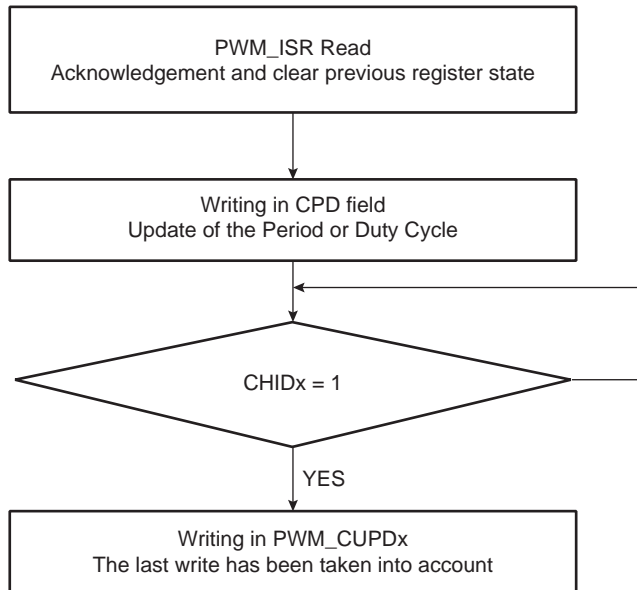 PWM_ISR Read
Acknowledgement and clear previous register state
Writing in CPD field
Update of the Period or Duty Cycle
CHIDx = 1
YES
Writing in PWM_CUPDx
The last write has been taken into account